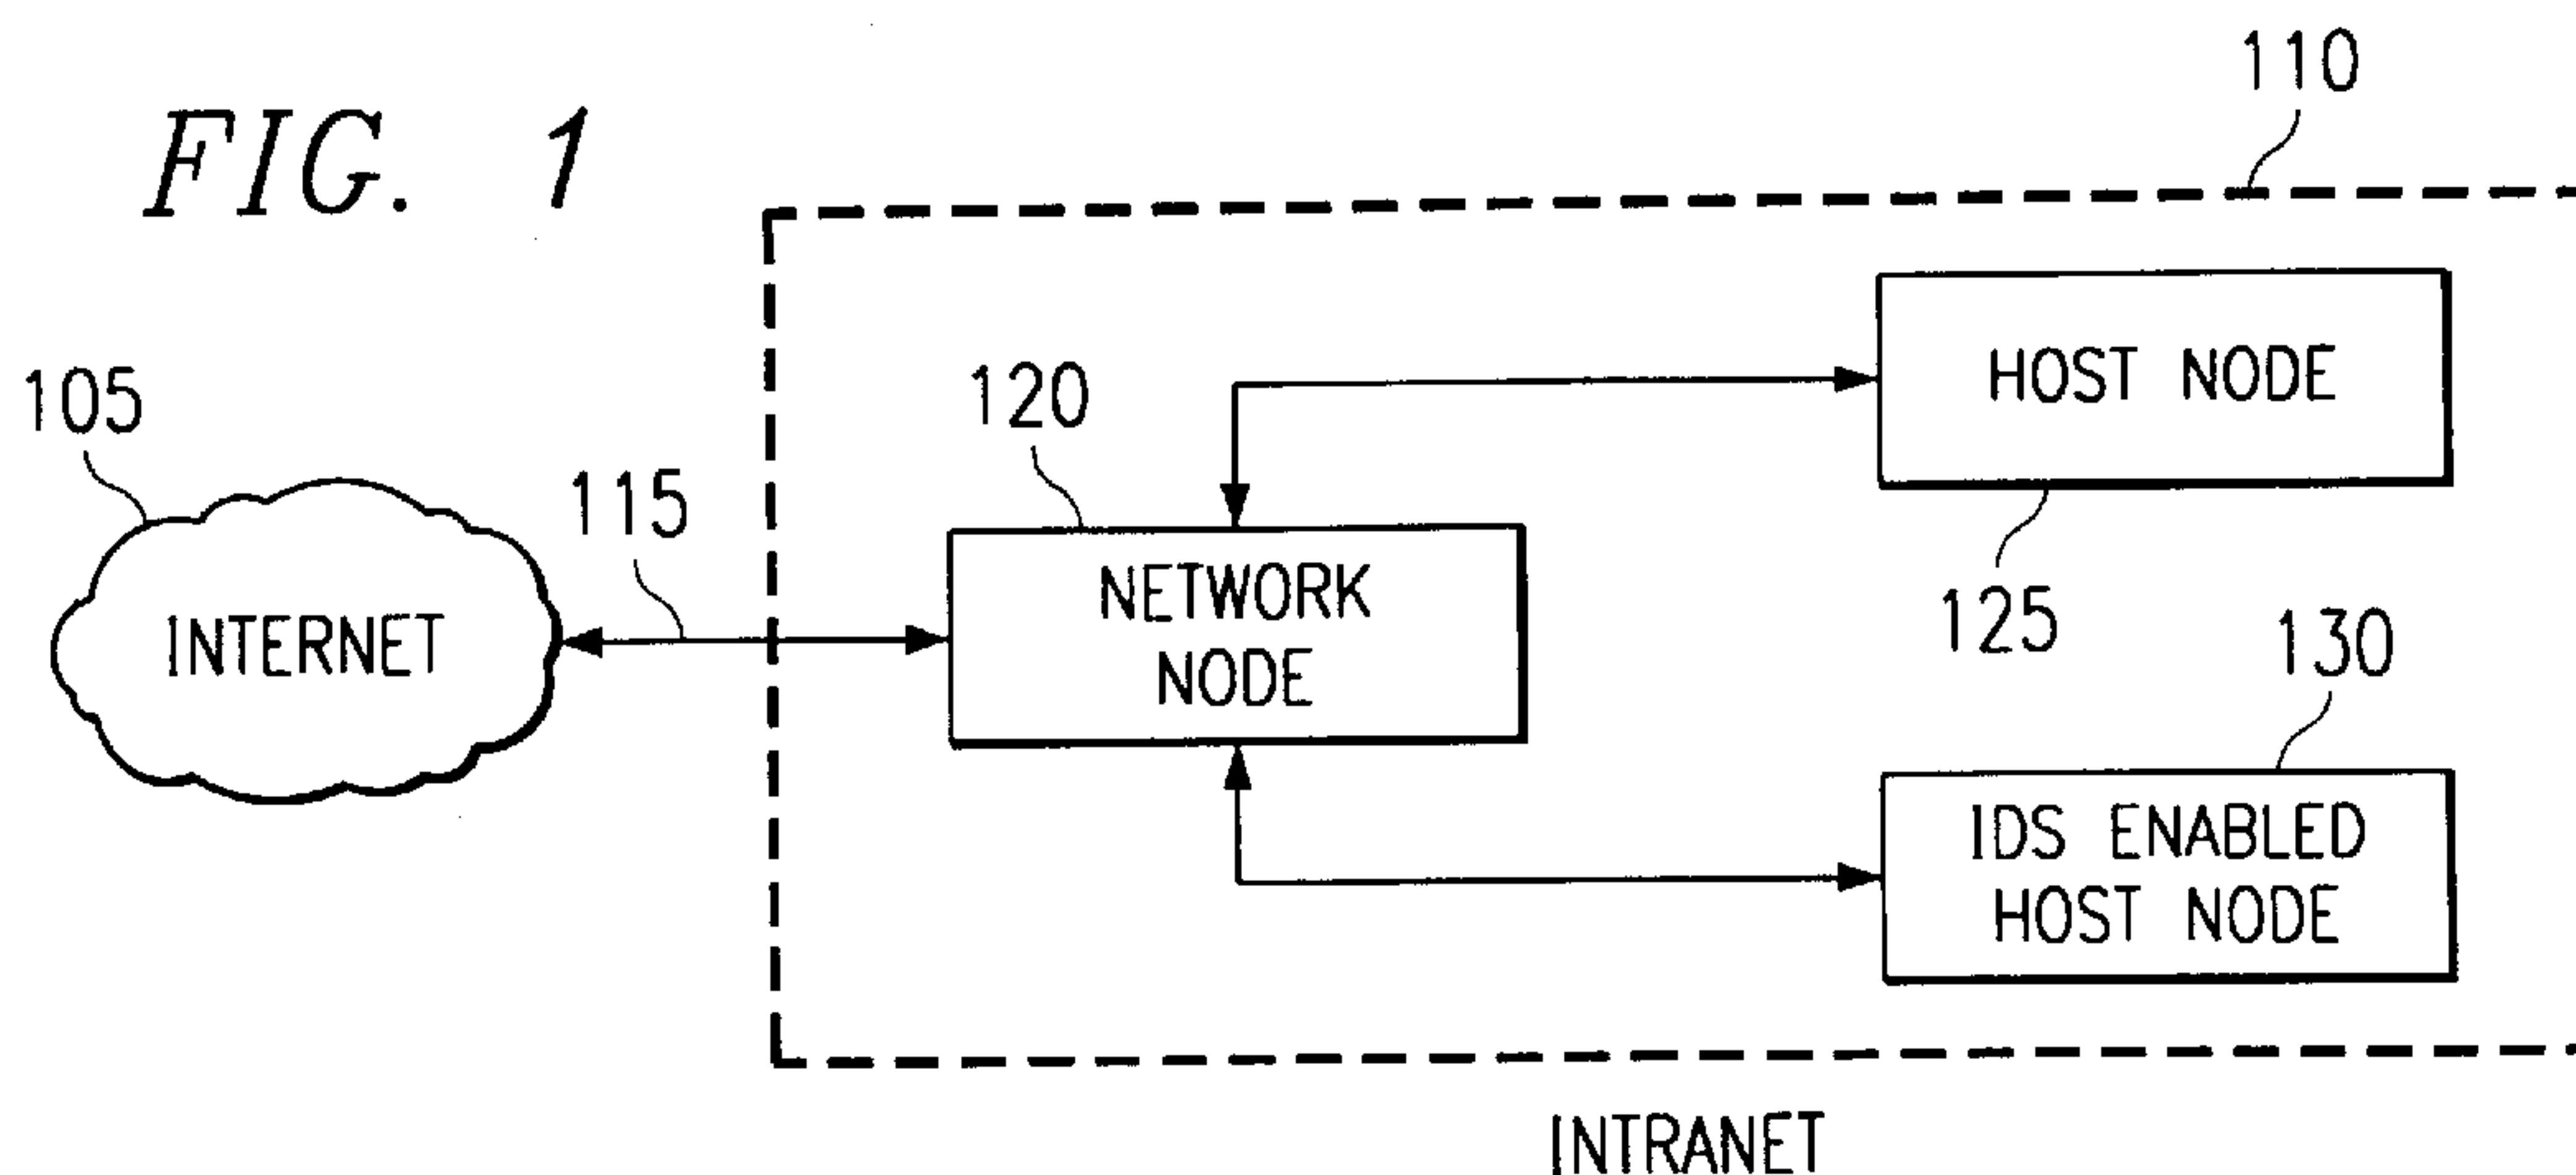 FIG. 1
110
HOST NODE
105
120
115
NETWORK
NODE
125
INTERNET
130
IDS ENABLED
HOST NODE
INTRANET